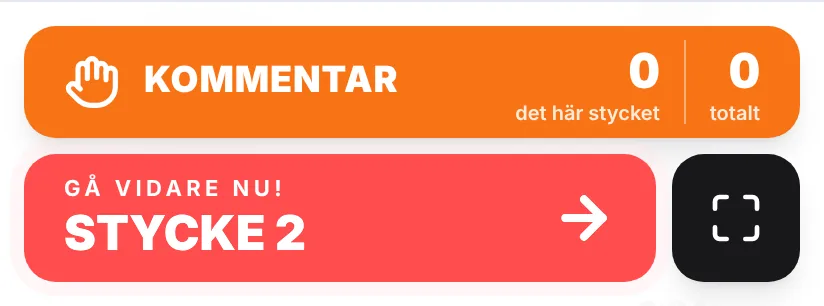 KOMMENTAR
0
det här stycket
0
totalt
GÅ VIDARE NU!
STYCKE 2